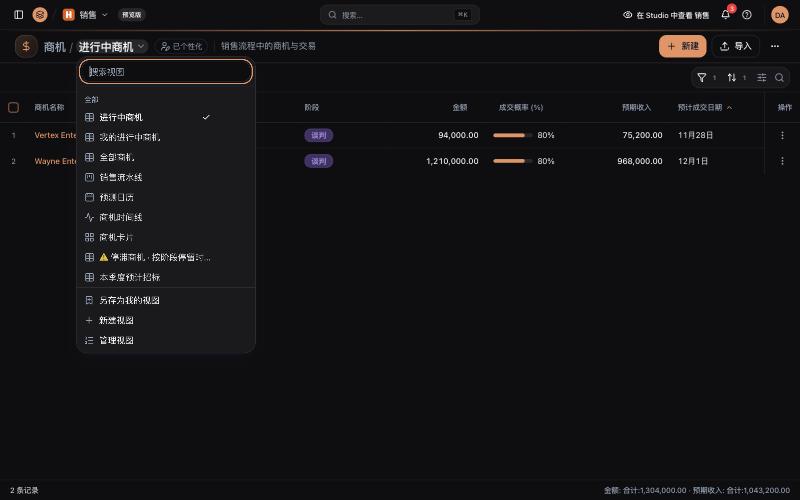 销售 预览版 搜索... ⌘K 在 Studio 中查看 销售 3 DA
商机 / 进行中商机 已个性化 销售流程中的商机与交易 新建 导入
搜索视图
1 1
商机名称 阶段 金额 成交概率 (%) 预期收入 预计成交日期 操作
1 Vertex Ente 谈判 94,000.00 80% 75,200.00 11月28日
2 Wayne Ente 谈判 1,210,000.00 80% 968,000.00 12月1日
全部
进行中商机
我的进行中商机
全部商机
销售流水线
预测日历
商机时间线
商机卡片
⚠️ 停滞商机 · 按阶段停留时...
本季度预计招标
另存为我的视图
新建视图
管理视图
2 条记录 金额: 合计:1,304,000.00 · 预期收入: 合计:1,043,200.00